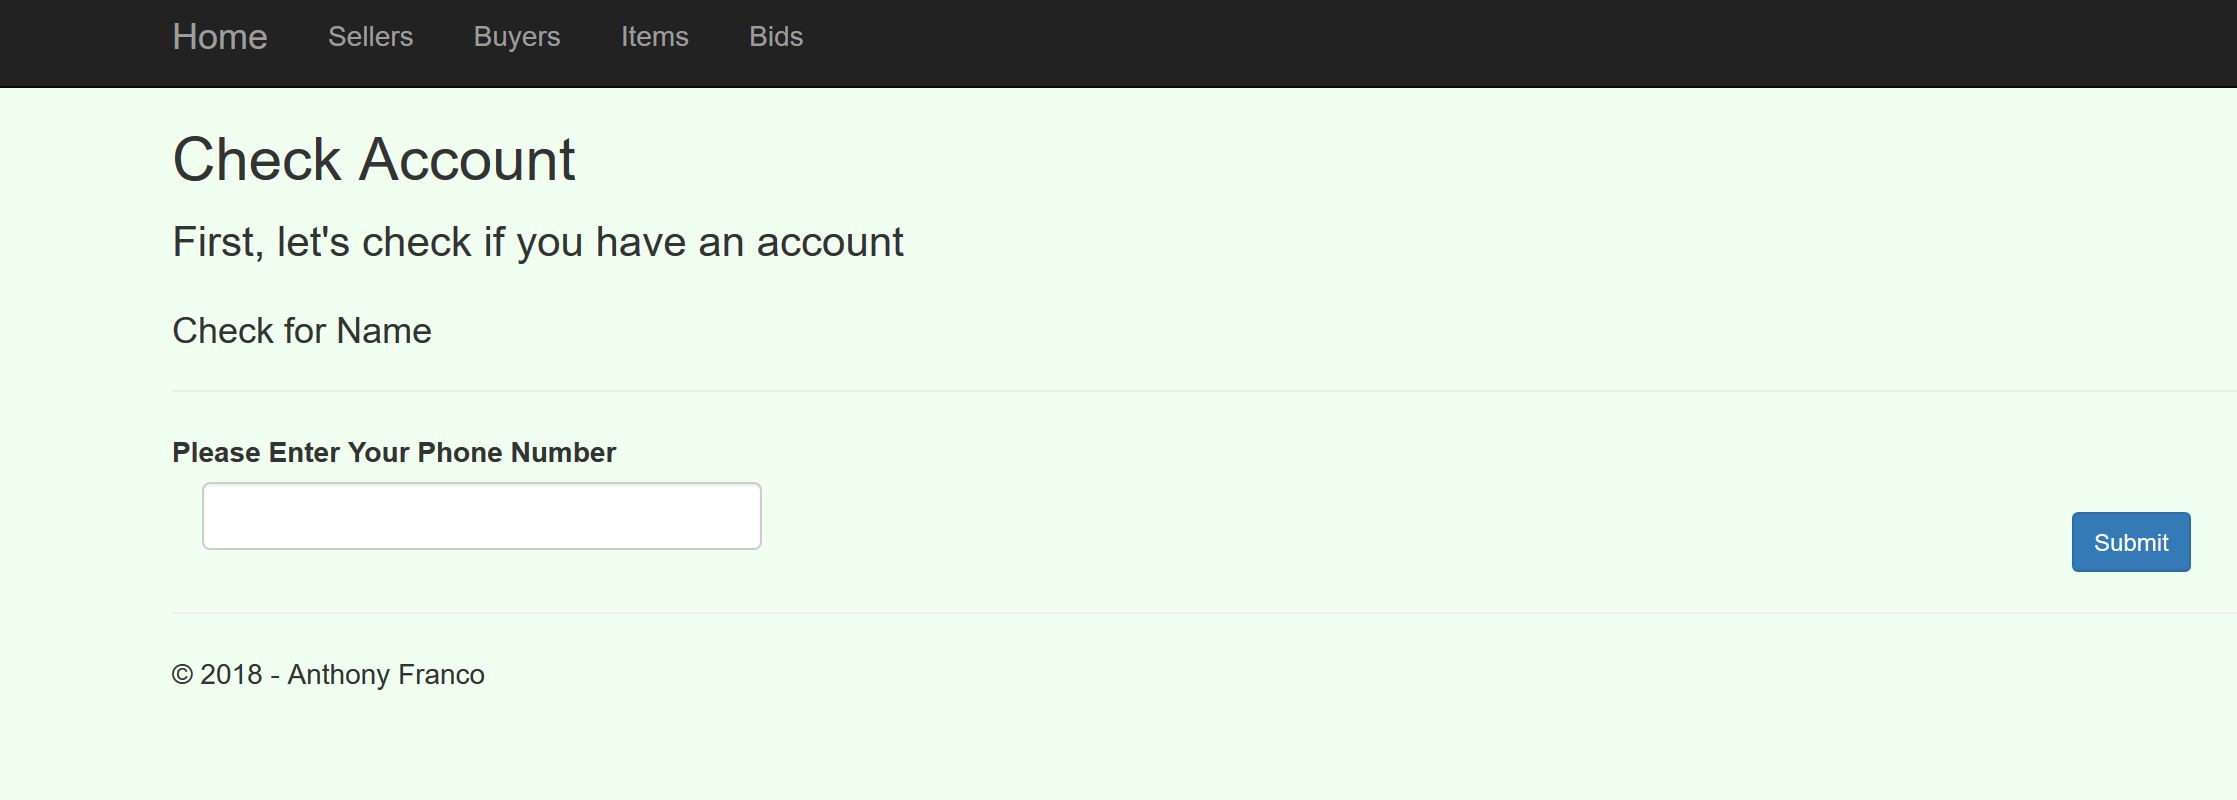 Home Sellers Buyers Items Bids
Check Account
First, let's check if you have an account
Check for Name
Please Enter Your Phone Number
Submit
© 2018 - Anthony Franco